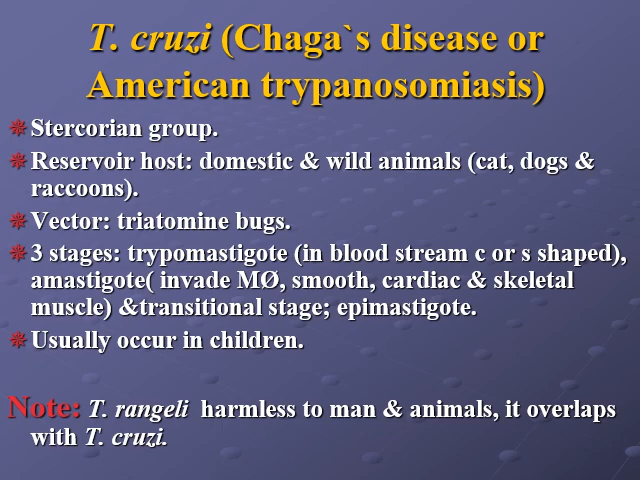 T. cruzi (Chaga`s disease or
American trypanosomiasis)
Stercorian group.
Reservoir host: domestic & wild animals (cat, dogs &
raccoons).
Vector: triatomine bugs.
3 stages: trypomastigote (in blood stream c or s shaped),
amastigote( invade MØ, smooth, cardiac & skeletal
muscle) &transitional stage; epimastigote.
Usually occur in children.
Note: T. rangeli harmless to man & animals, it overlaps
with T. cruzi.